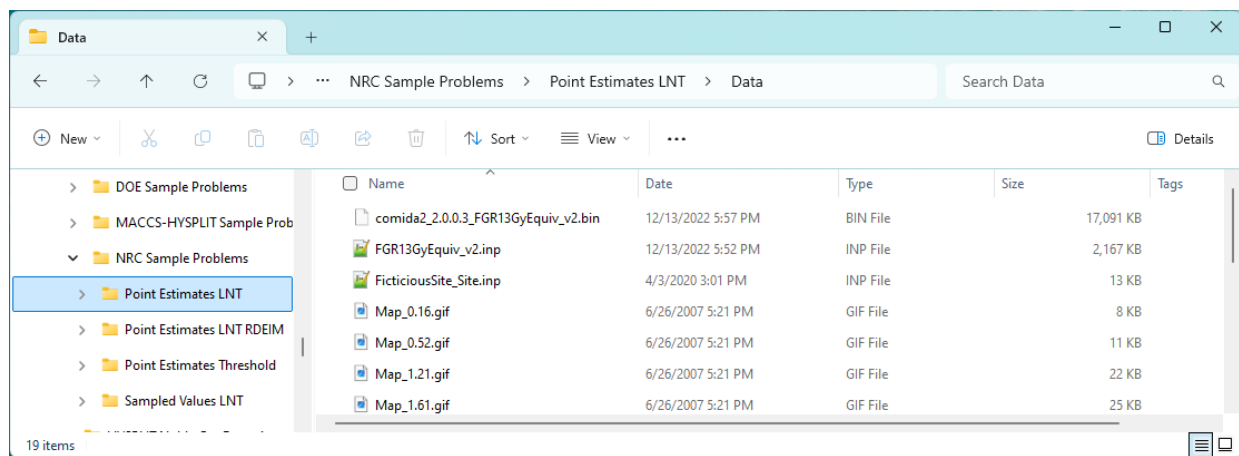 Data
NRC Sample Problems > Point Estimates LNT > Data
Search Data
New
Sort
View
Details
DOE Sample Problems
MACCS-HYSPLIT Sample Prob
NRC Sample Problems
Point Estimates LNT
Point Estimates LNT RDEIM
Point Estimates Threshold
Sampled Values LNT
Name Date Type Size Tags
comida2_2.0.0.3_FGR13GyEquiv_v2.bin 12/13/2022 5:57 PM BIN File 17,091 KB
FGR13GyEquiv_v2.inp 12/13/2022 5:52 PM INP File 2,167 KB
FicticiousSite_Site.inp 4/3/2020 3:01 PM INP File 13 KB
Map_0.16.gif 6/26/2007 5:21 PM GIF File 8 KB
Map_0.52.gif 6/26/2007 5:21 PM GIF File 11 KB
Map_1.21.gif 6/26/2007 5:21 PM GIF File 22 KB
Map_1.61.gif 6/26/2007 5:21 PM GIF File 25 KB
19 items